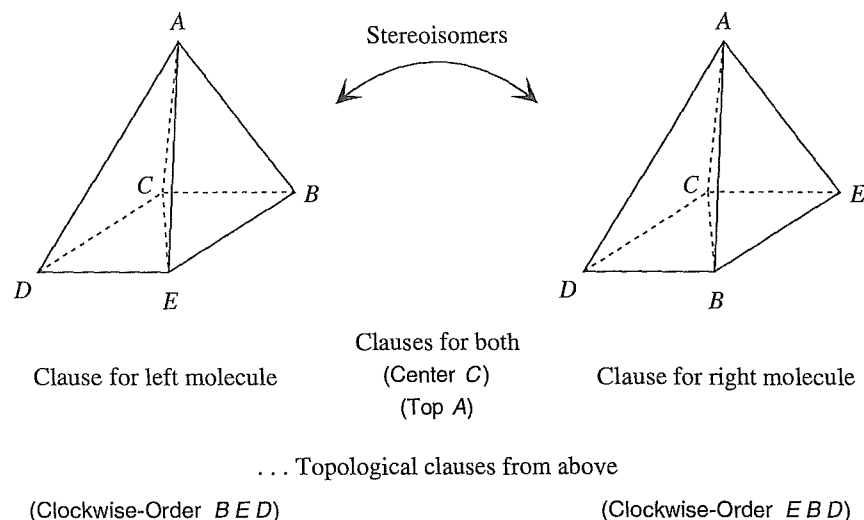 A A
Stereoisomers
C B C E
D E D B
Clauses for both
Clause for left molecule (Center C) Clause for right molecule
(Top A)
. . . Topological clauses from above
(Clockwise-Order B E D) (Clockwise-Order E B D)